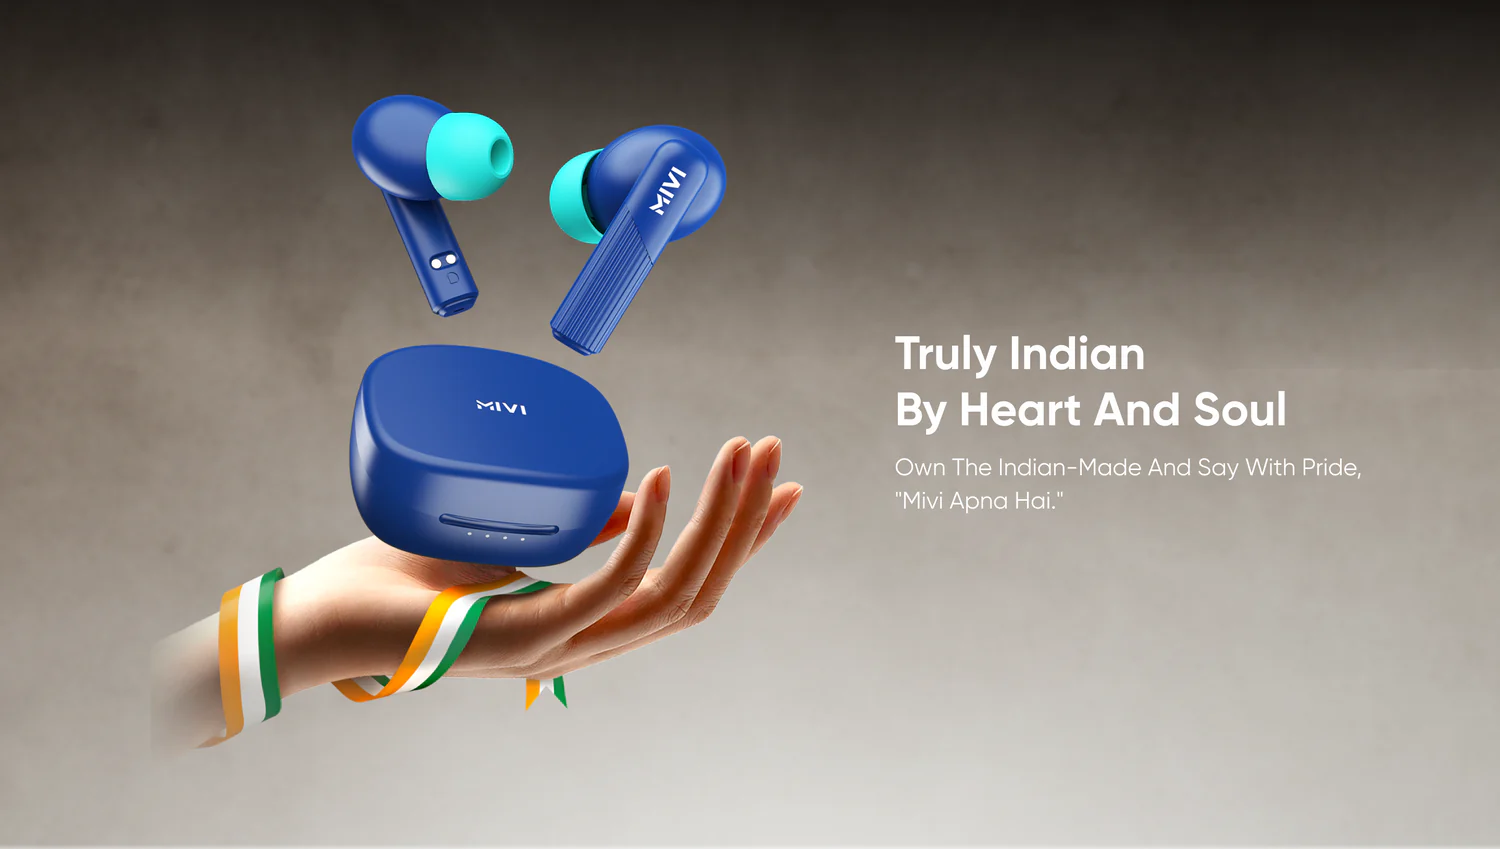 MIVI
MIVI
Truly Indian
By Heart And Soul
Own The Indian-Made And Say With Pride,
"Mivi Apna Hai."